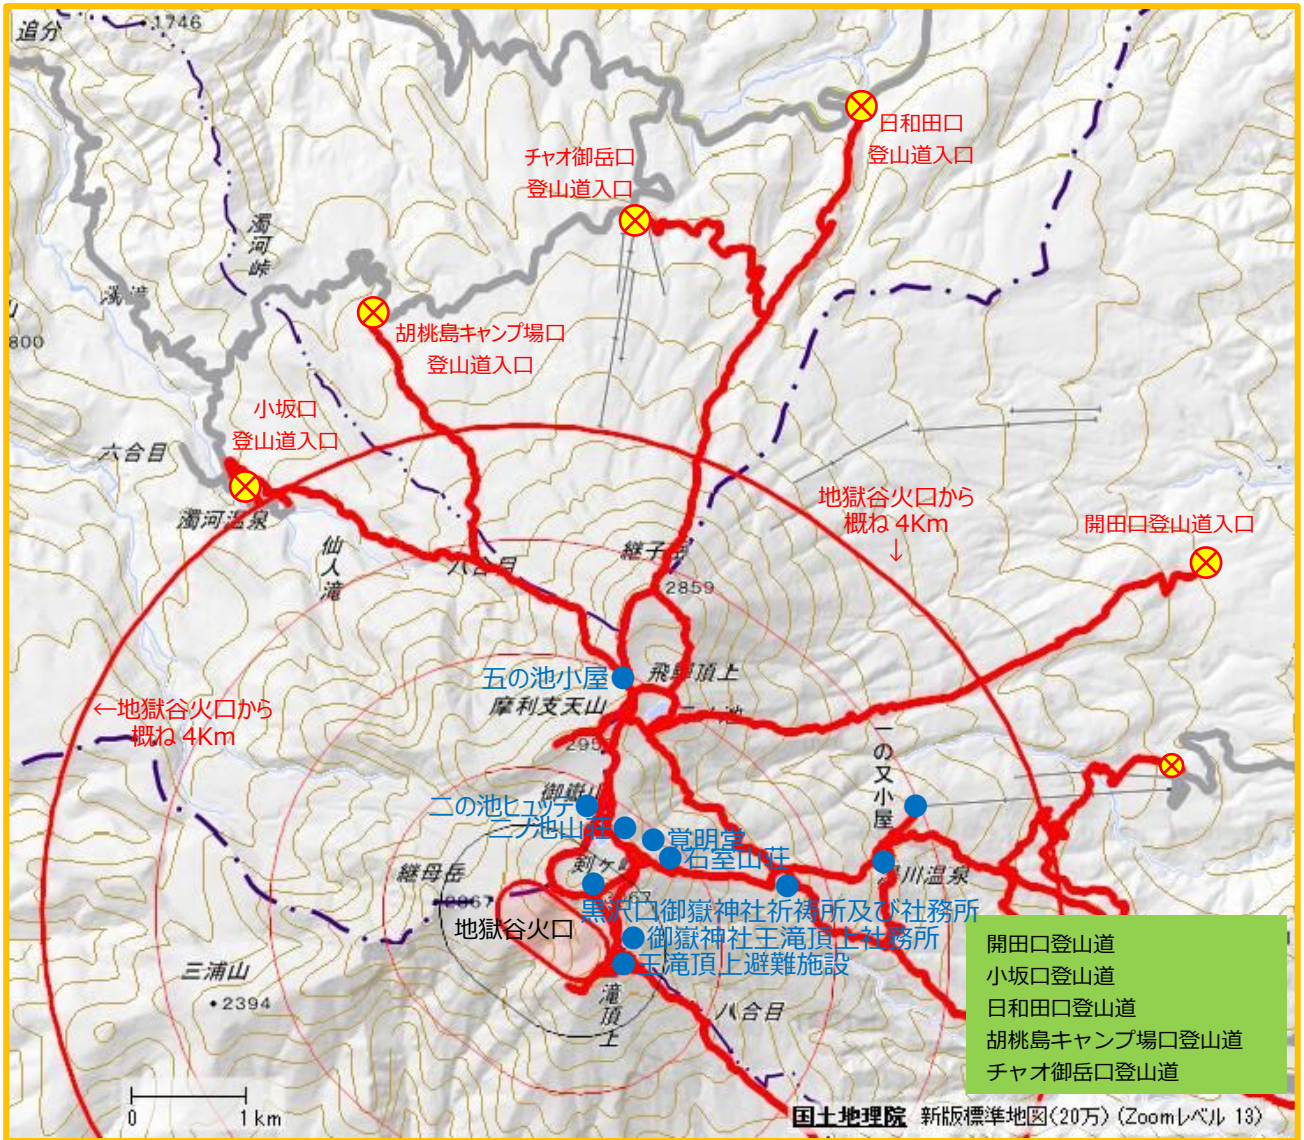 追分
1746
日和田口
登山道入口
チャオ御岳口
登山道入口
濁河峠
800
胡桃島キャンプ場口
登山道入口
小坂口
登山道入口
六合目
濁河温泉
仙人滝
八合目
地獄谷火口から
概ね 4Km
↓
開田口登山道入口
継子岳
2859
五の池小屋
飛騨頂上
摩利支天山
←地獄谷火口から
概ね 4Km
295
一の又小屋
御嶽山
二の池ヒュッテ
二ノ池山荘
覚明堂
石室山荘
剣ヶ峰
継母岳
2867
地獄谷火口
黒沢口御嶽神社祈祷所及び社務所
御嶽神社王滝頂上社務所
王滝頂上避難施設
三浦山
2394
滝頂上
八合目
開田口登山道
小坂口登山道
日和田口登山道
胡桃島キャンプ場口登山道
チャオ御岳口登山道
0
1km
国土地理院 新版標準地図(20万) (Zoomレベル 13)